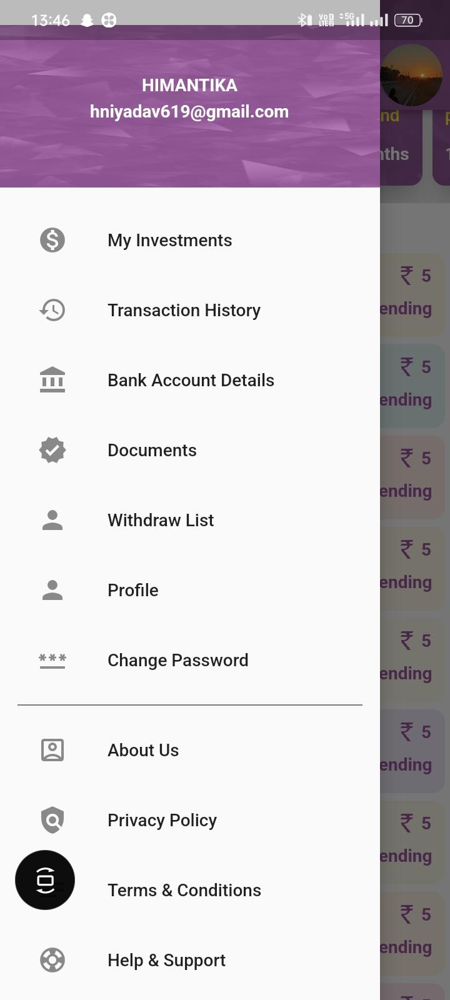 13:46
VoD LTE2 5G 70
HIMANTIKA
hniyadav619@gmail.com
nd
nths
My Investments
Transaction History
Bank Account Details
Documents
Withdraw List
Profile
Change Password
About Us
Privacy Policy
Terms & Conditions
Help & Support
₹ 5
ending
₹ 5
ending
₹ 5
ending
₹ 5
ending
₹ 5
ending
₹ 5
ending
₹ 5
ending
₹ 5
ending